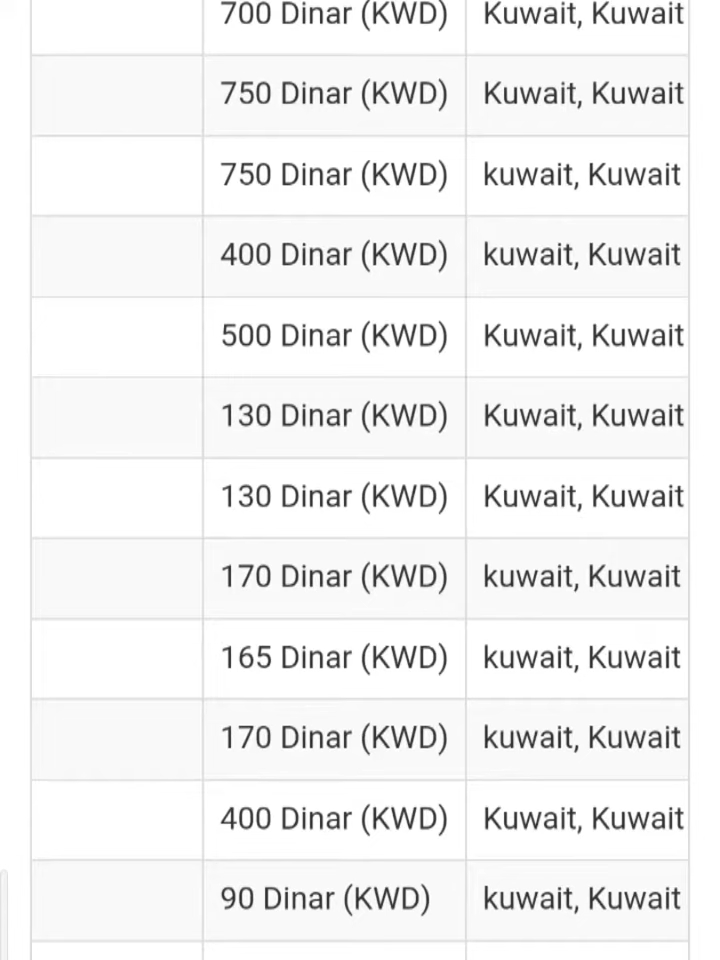 700 Dinar (KWD) Kuwait, Kuwait
750 Dinar (KWD) Kuwait, Kuwait
750 Dinar (KWD) kuwait, Kuwait
400 Dinar (KWD) kuwait, Kuwait
500 Dinar (KWD) Kuwait, Kuwait
130 Dinar (KWD) Kuwait, Kuwait
130 Dinar (KWD) Kuwait, Kuwait
170 Dinar (KWD) kuwait, Kuwait
165 Dinar (KWD) kuwait, Kuwait
170 Dinar (KWD) kuwait, Kuwait
400 Dinar (KWD) Kuwait, Kuwait
90 Dinar (KWD) kuwait, Kuwait